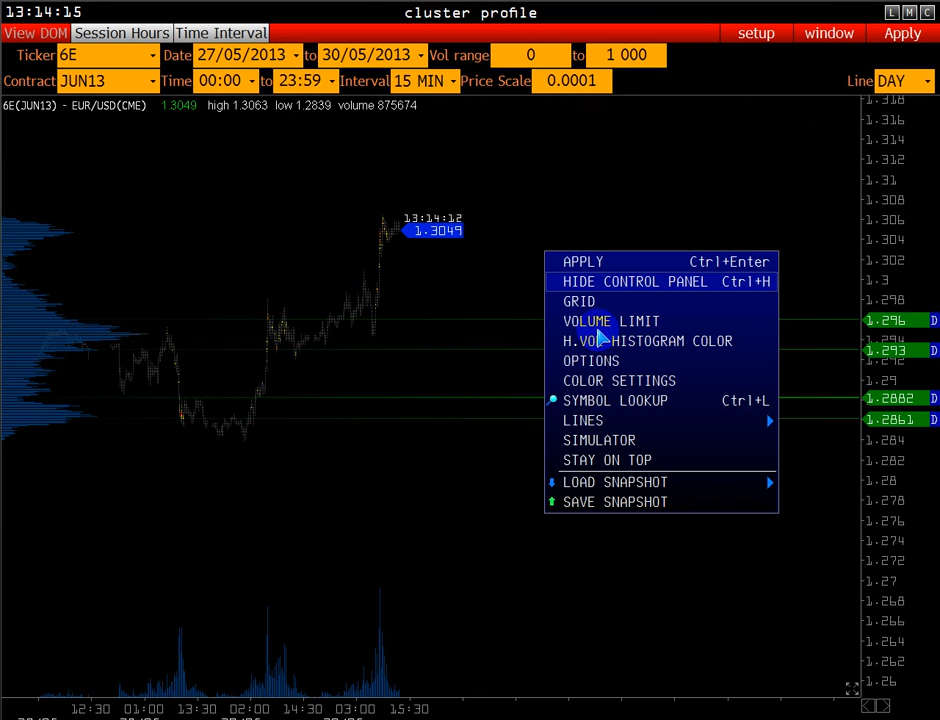 13:14:15 cluster profile L M C
View DOM Session Hours Time Interval setup window Apply
Ticker 6E Date 27/05/2013 to 30/05/2013 Vol range 0 to 1 000
Contract JUN13 Time 00:00 to 23:59 Interval 15 MIN Price Scale 0.0001 Line DAY
6E(JUN13) - EUR/USD(CME) 1.3049 high 1.3063 low 1.2839 volume 875674
1.318
1.316
1.314
1.312
1.31
1.308
1.306
1.304
1.302
1.3
1.298
1.296 D
1.294
1.293 D
1.292
1.29
1.2882 D
1.2861 D
1.284
1.282
1.28
1.278
1.276
1.274
1.272
1.27
1.268
1.266
1.264
1.262
1.26
13:14:12
1.3049
APPLY Ctrl+Enter
HIDE CONTROL PANEL Ctrl+H
GRID
VOLUME LIMIT
H.VOL HISTOGRAM COLOR
OPTIONS
COLOR SETTINGS
SYMBOL LOOKUP Ctrl+L
LINES
SIMULATOR
STAY ON TOP
LOAD SNAPSHOT
SAVE SNAPSHOT
12:30 01:00 13:30 02:00 14:30 03:00 15:30